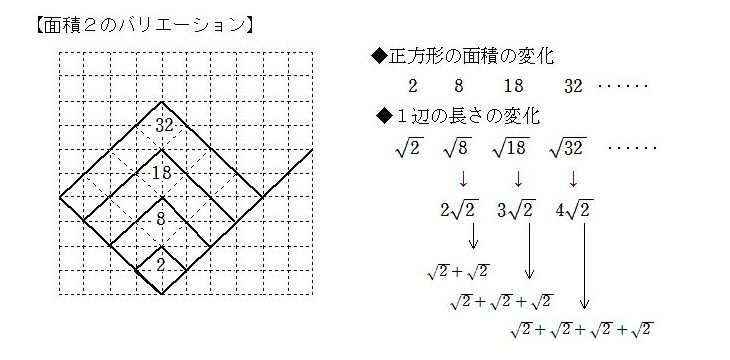 【面積２のバリエーション】
32
18
8
2
◆正方形の面積の変化
2 8 18 32 ······
◆１辺の長さの変化
√2 √8 √18 √32 ······
↓ ↓ ↓
2√2 3√2 4√2
√2+√2
√2+√2+√2
√2+√2+√2+√2